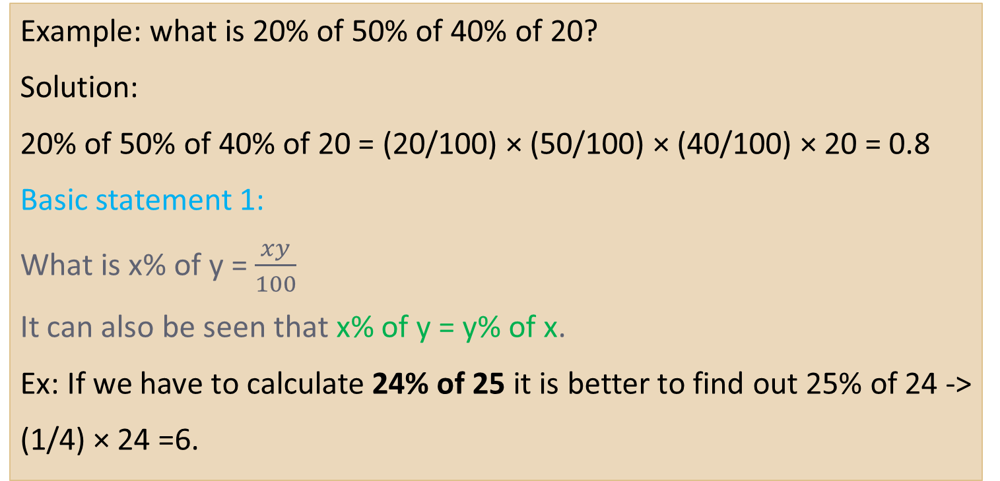 Example: what is 20% of 50% of 40% of 20?
Solution:
20% of 50% of 40% of 20 = (20/100) × (50/100) × (40/100) × 20 = 0.8
Basic statement 1:
What is x% of y = xy/100
It can also be seen that x% of y = y% of x.
Ex: If we have to calculate 24% of 25 it is better to find out 25% of 24 ->
(1/4) × 24 =6.